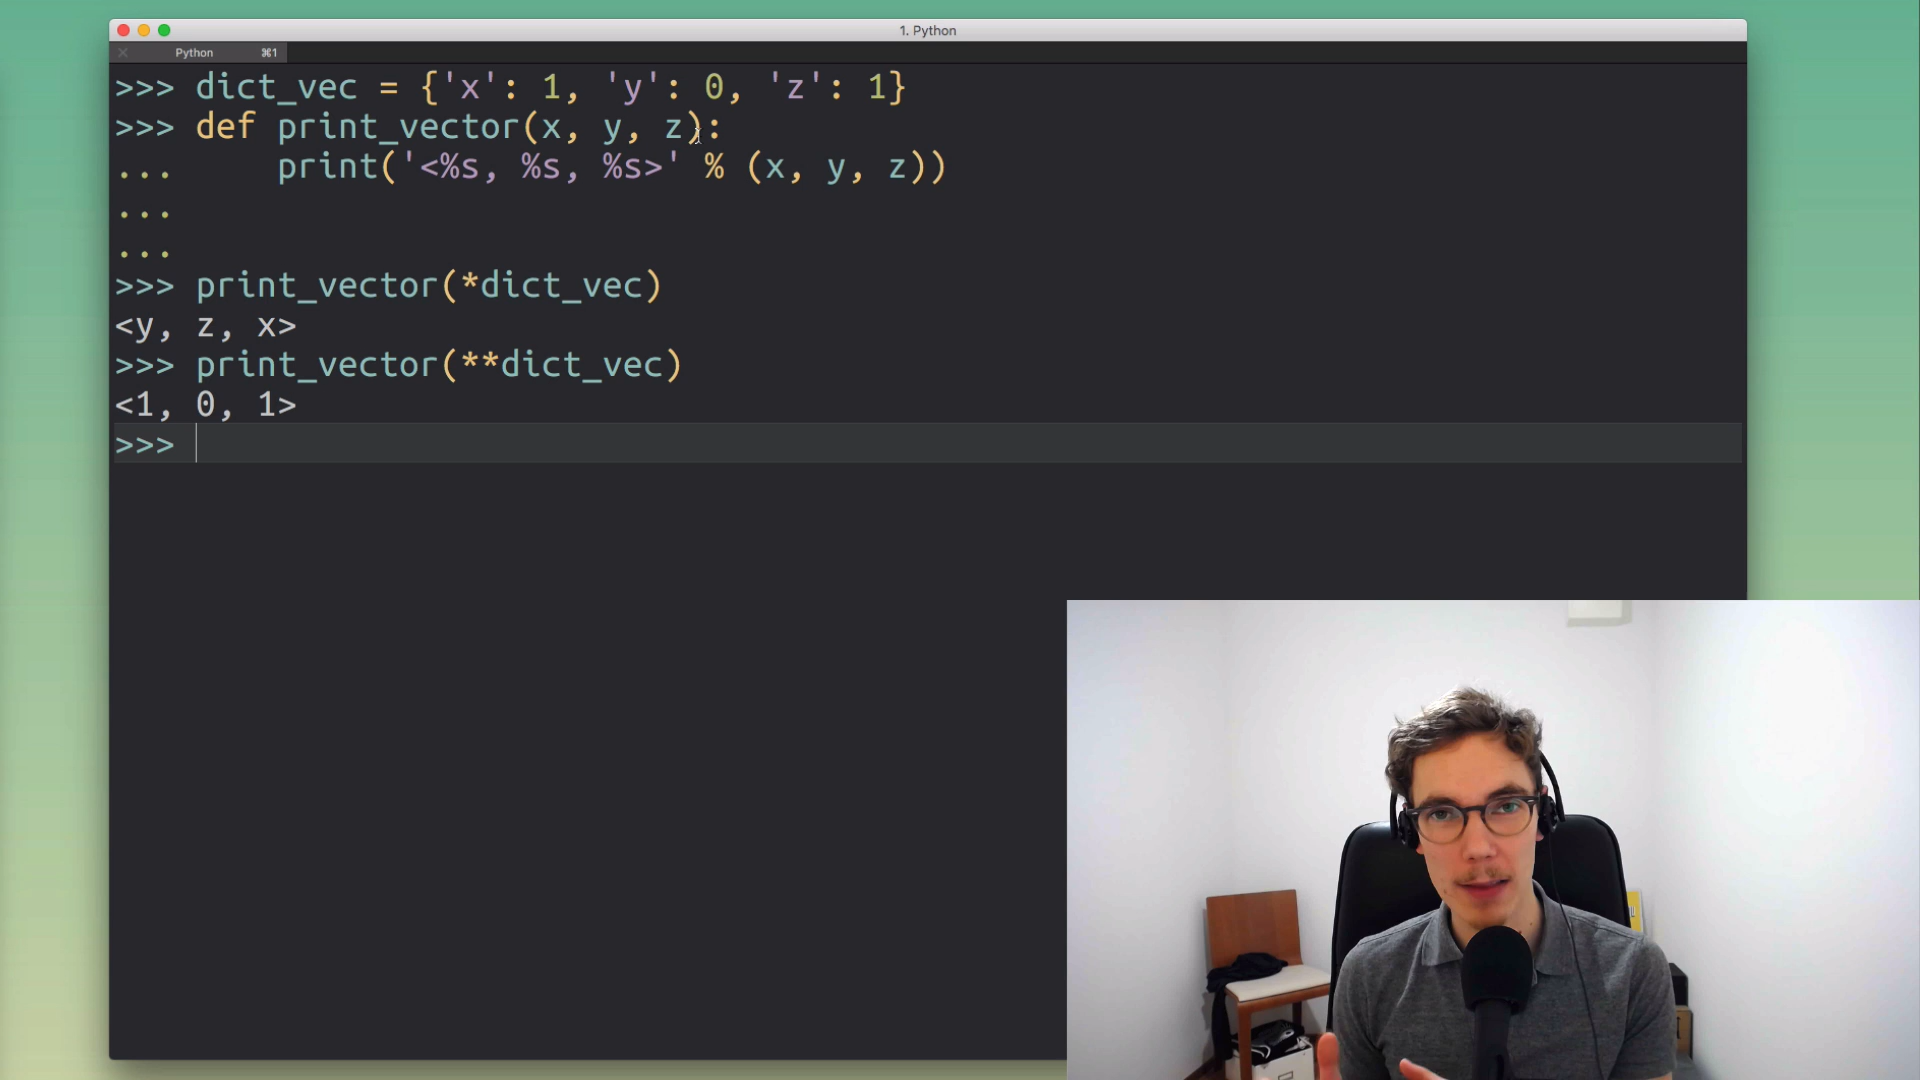 1. Python
Python ⌘1
>>> dict_vec = {'x': 1, 'y': 0, 'z': 1}
>>> def print_vector(x, y, z):
...     print('<%s, %s, %s>' % (x, y, z))
...
...
>>> print_vector(*dict_vec)
<y, z, x>
>>> print_vector(**dict_vec)
<1, 0, 1>
>>>